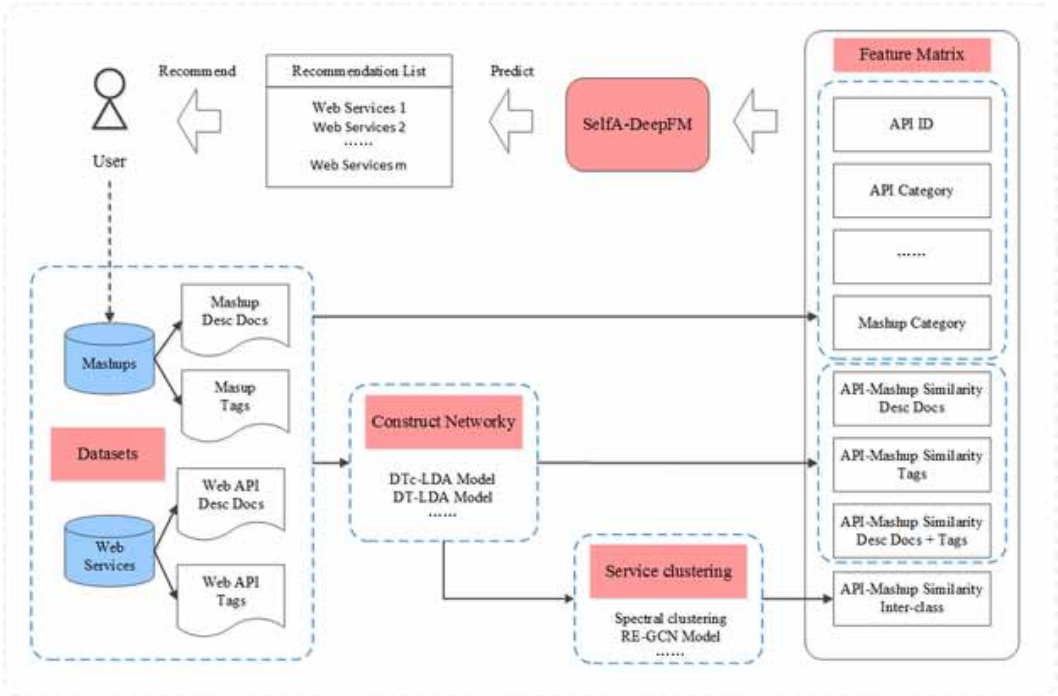 Recommend
Recommendation List
Predict
Feature Matrix
Web Services 1
Web Services 2
......
Web Services m
SelfA-DeepFM
API ID
User
API Category
......
Mashup
Desc Docs
Mashup Category
Mashups
Masup
Tags
Construct Networky
API-Mashup Similarity
Desc Docs
Datasets
DTc-LDA Model
DT-LDA Model
......
API-Mashup Similarity
Tags
Web API
Desc Docs
API-Mashup Similarity
Desc Docs + Tags
Web
Services
Web API
Tags
Service clustering
API-Mashup Similarity
Inter-class
Spectral clustering
RE-GCN Model
......